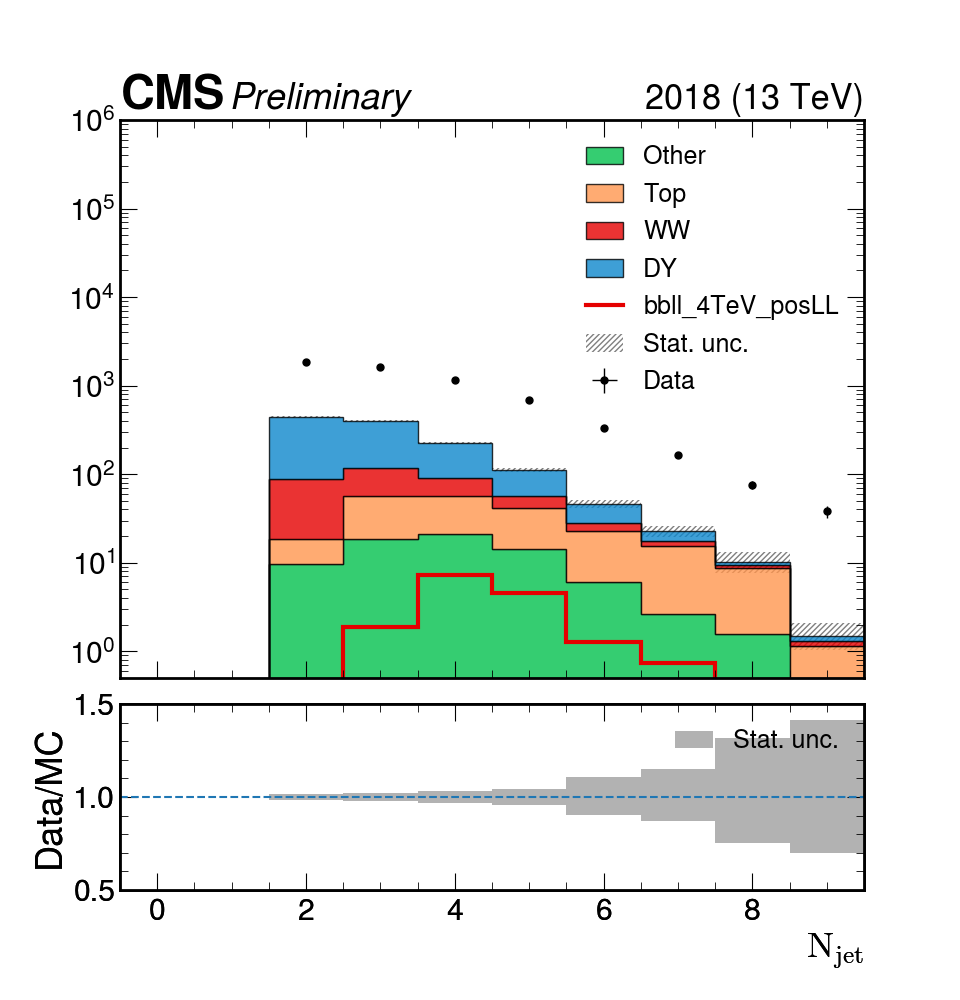 CMS Preliminary 2018 (13 TeV)
10^6
10^5
10^4
10^3
10^2
10^1
10^0
Other
Top
WW
DY
bbll_4TeV_posLL
Stat. unc.
Data
Data/MC
1.5
1.0
0.5
Stat. unc.
0 2 4 6 8
N_jet